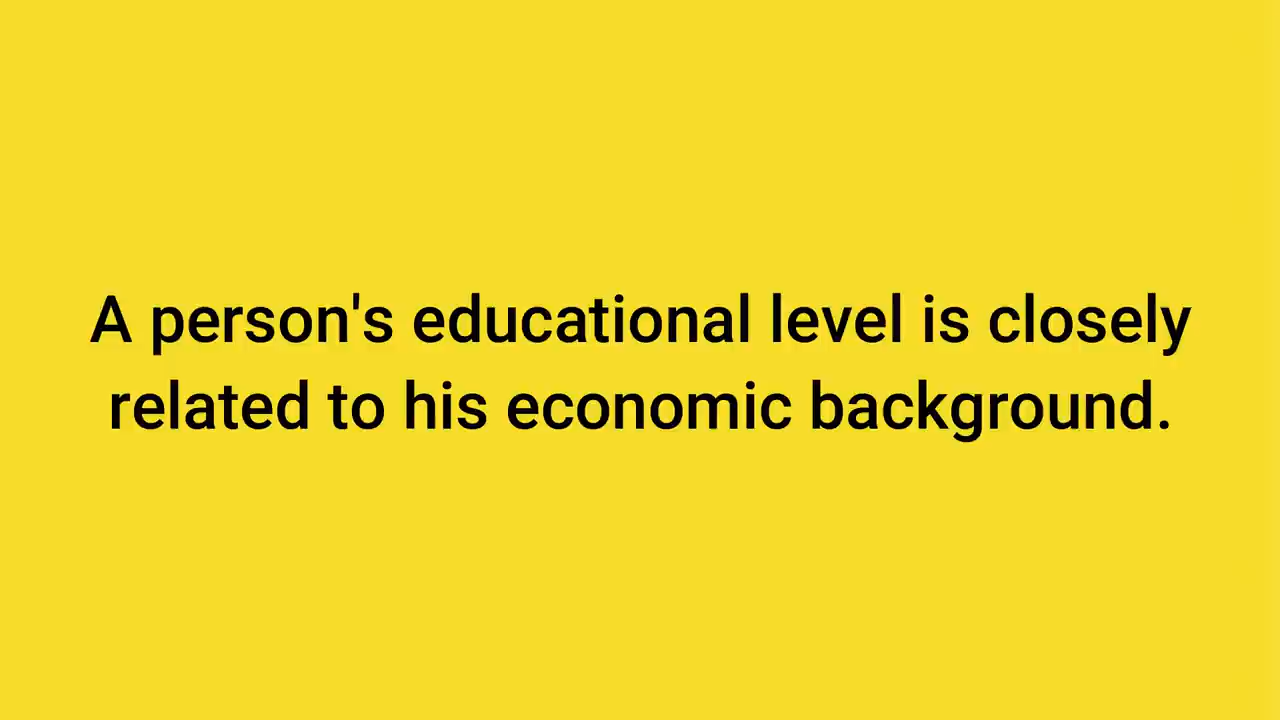 A person's educational level is closely
related to his economic background.